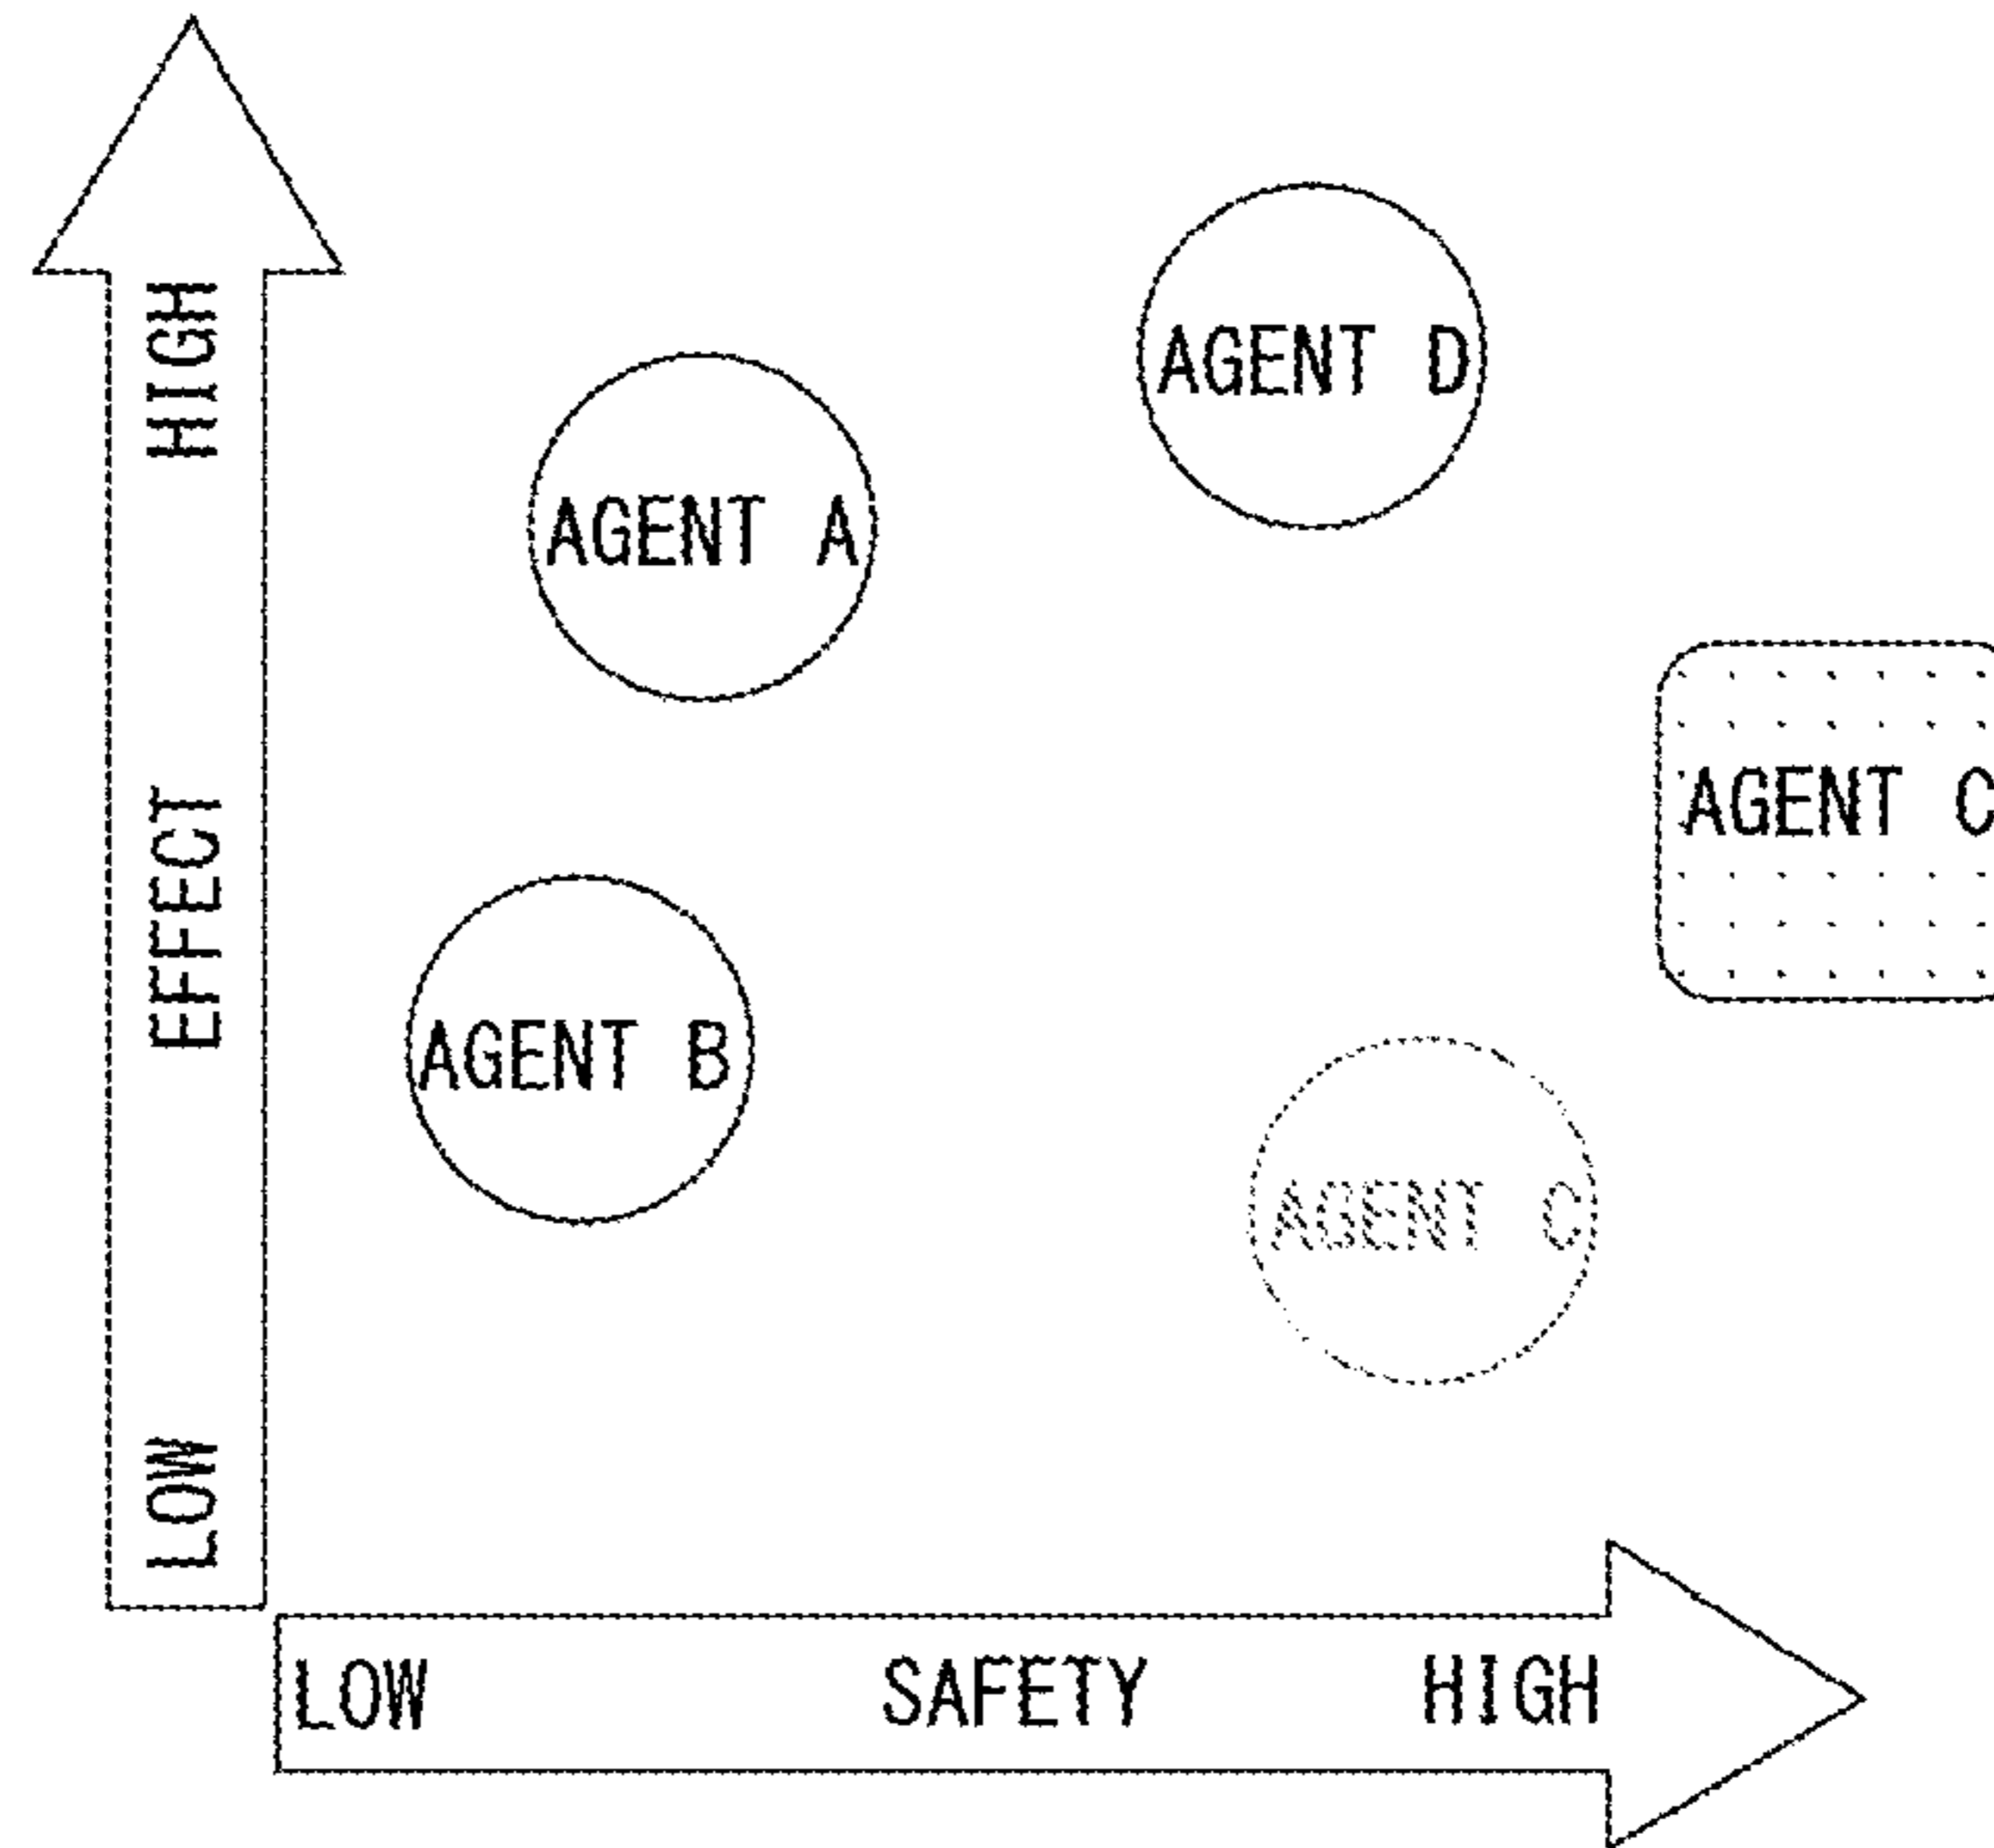 HIGH
EFFECT
LOW
AGENT D
AGENT A
AGENT C
AGENT B
AGENT C
LOW SAFETY HIGH